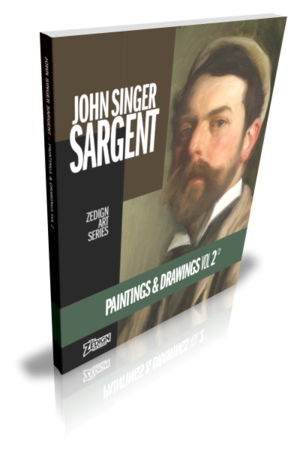 JOHN SINGER
SARGENT
ZEDIGN
ART
SERIES
PAINTINGS & DRAWINGS VOL 2
ZEDIGN
JOHN SINGER SARGENT PAINTINGS & DRAWINGS VOL 2